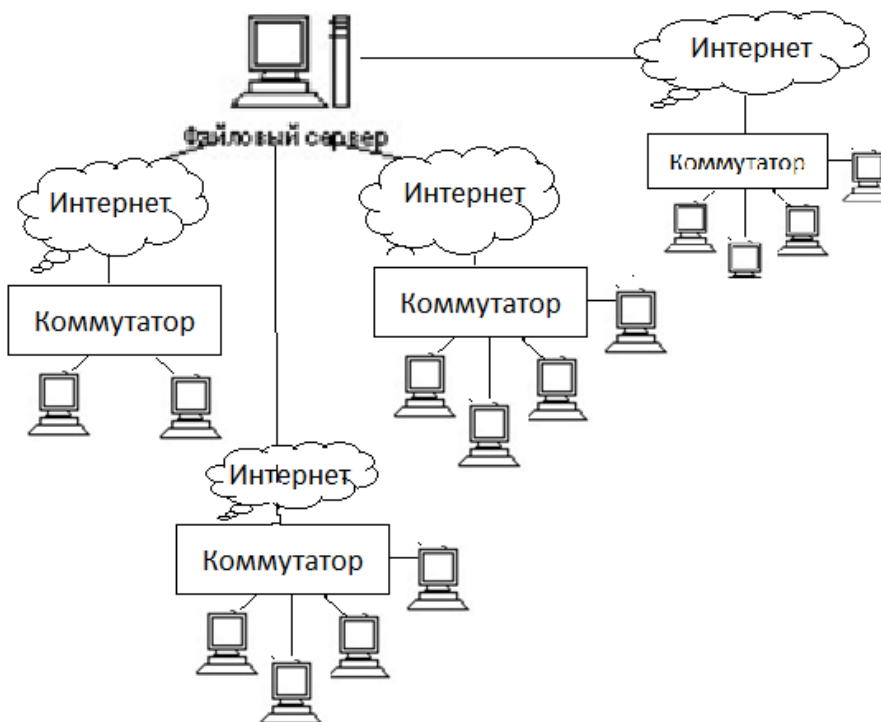 Интернет
Файловый сервер
Коммутатор
Интернет
Интернет
Коммутатор
Коммутатор
Интернет
Коммутатор